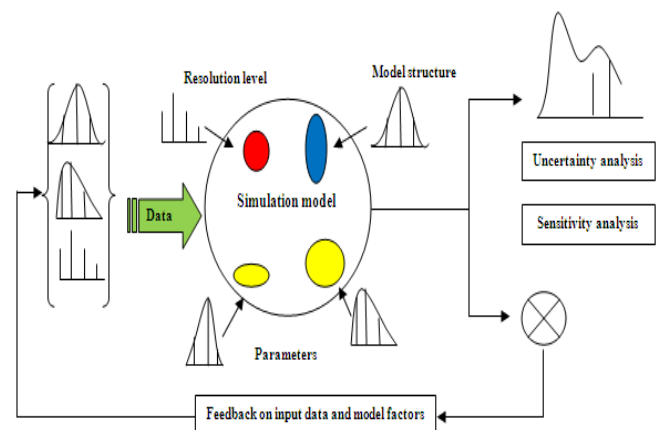 Resolution level
Model structure
Data
Simulation model
Uncertainty analysis
Sensitivity analysis
Parameters
Feedback on input data and model factors